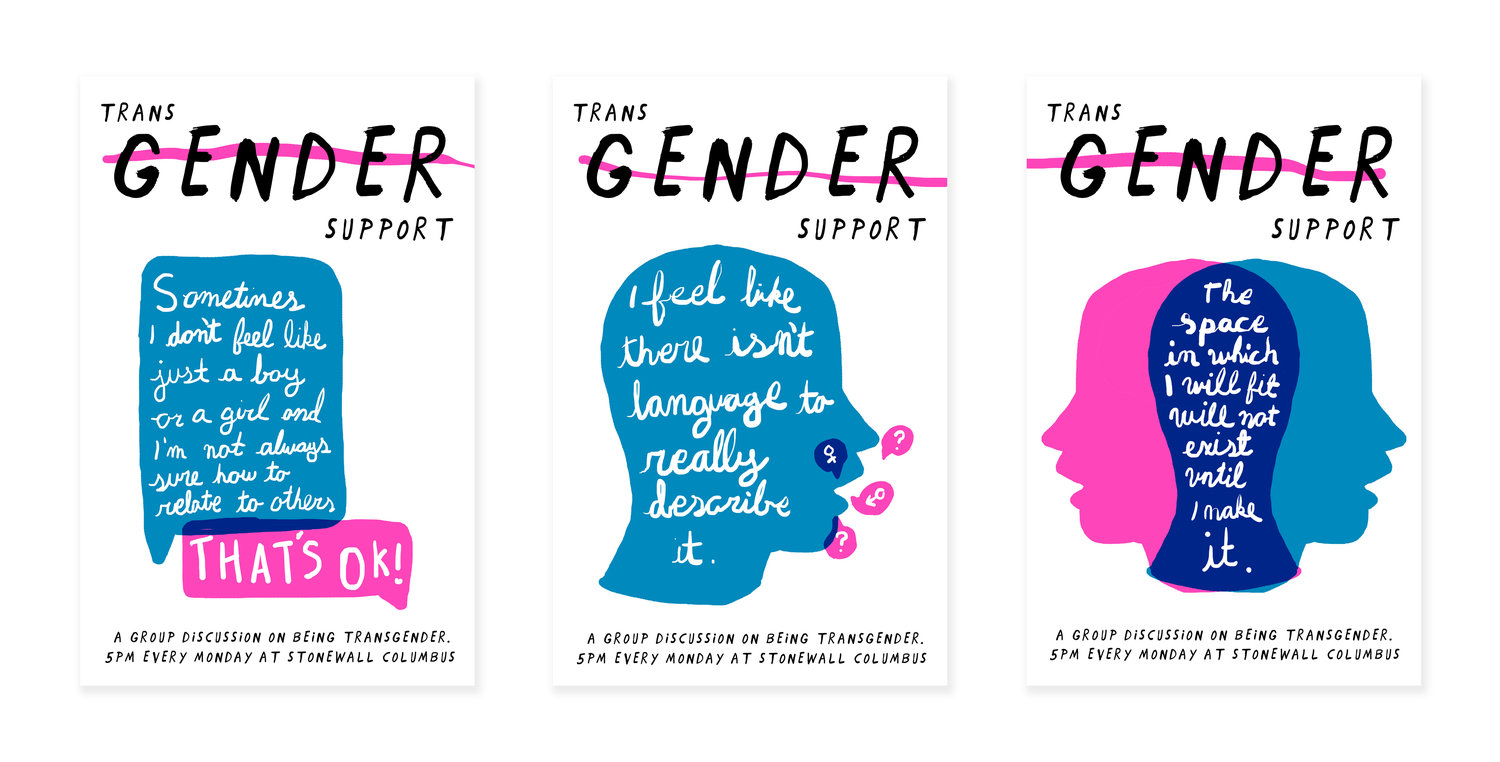 TRANS
GENDER
SUPPORT
Sometimes
I don't feel like
just a boy
or a girl and
I'm not always
sure how to
relate to others
THAT'S OK!
A GROUP DISCUSSION ON BEING TRANSGENDER.
5PM EVERY MONDAY AT STONEWALL COLUMBUS
TRANS
GENDER
SUPPORT
I feel like
there isn't
language to
really
describe
it.
?
♀
♂
?
A GROUP DISCUSSION ON BEING TRANSGENDER.
5PM EVERY MONDAY AT STONEWALL COLUMBUS
TRANS
GENDER
SUPPORT
The
space
in which
I will fit
will not
exist
until
I make
it.
A GROUP DISCUSSION ON BEING TRANSGENDER.
5PM EVERY MONDAY AT STONEWALL COLUMBUS